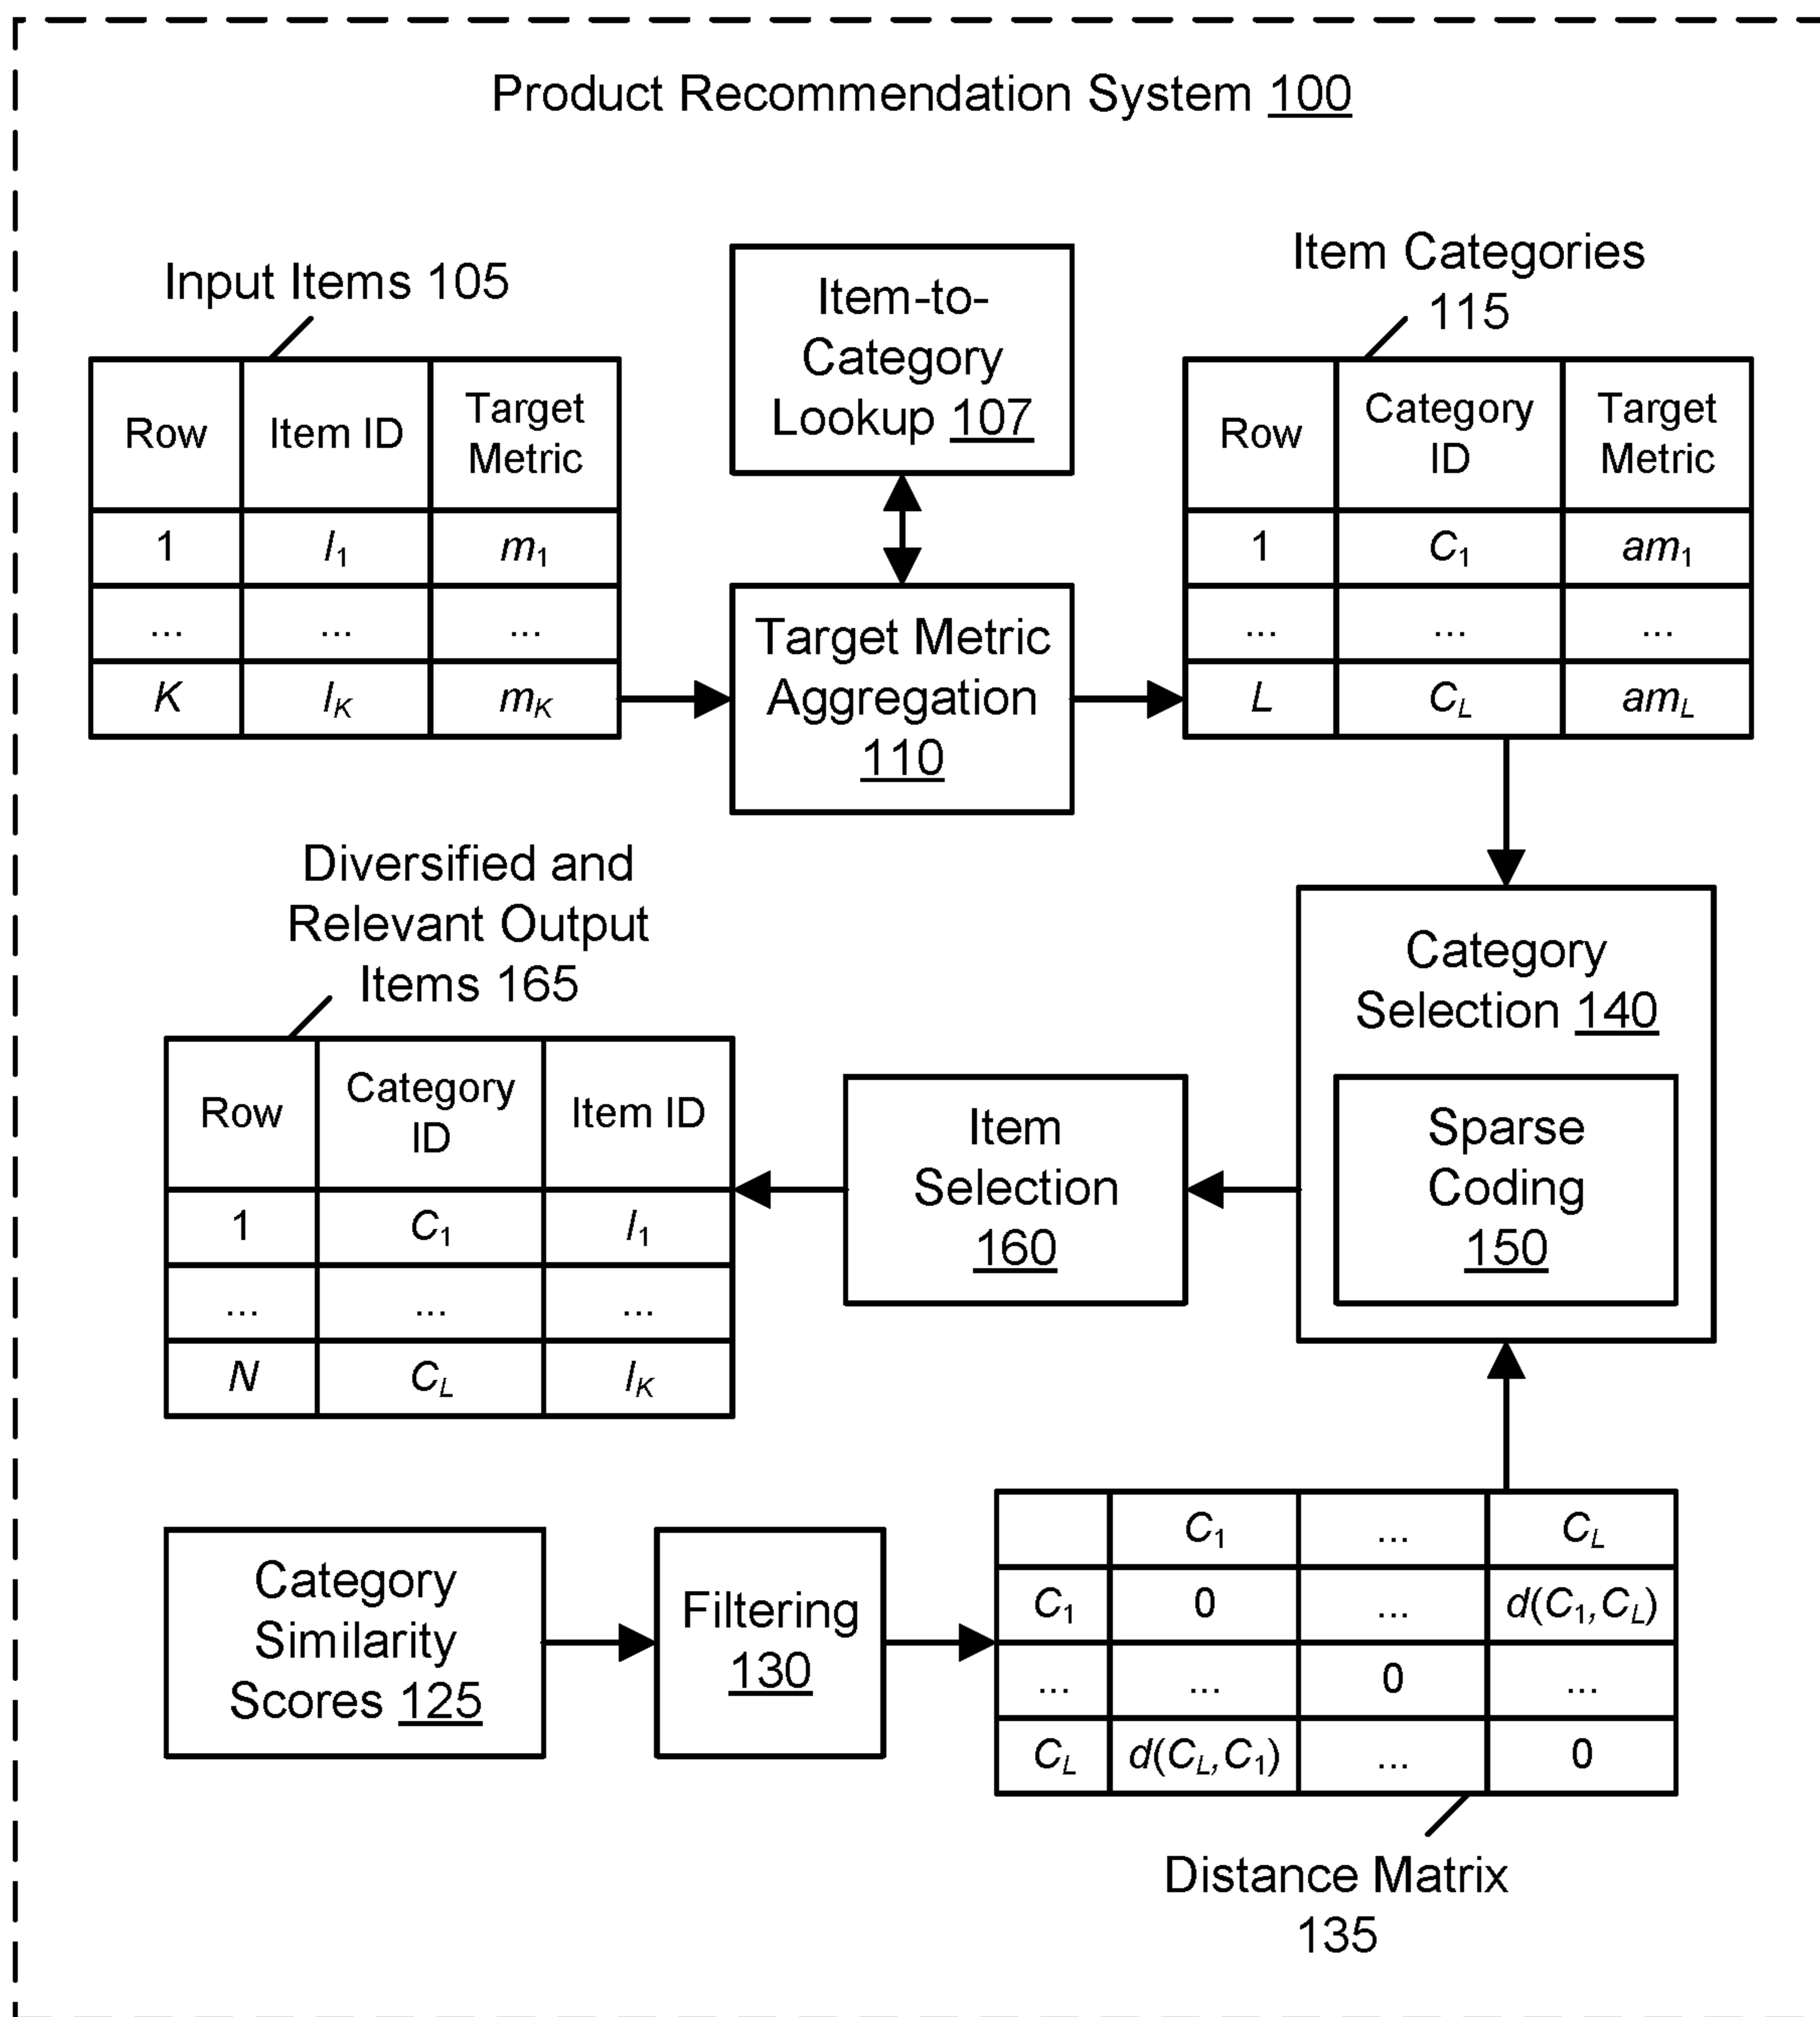 Product Recommendation System 100
Input Items 105
Row Item ID Target Metric
1 I1 m1
... ... ...
K IK mK
Item-to-
Category
Lookup 107
Target Metric
Aggregation
110
Item Categories
115
Row Category ID Target Metric
1 C1 am1
... ... ...
L CL amL
Category
Selection 140
Sparse
Coding
150
Item
Selection
160
Diversified and
Relevant Output
Items 165
Row Category ID Item ID
1 C1 I1
... ... ...
N CL IK
Category
Similarity
Scores 125
Filtering
130
C1 ... CL
C1 0 ... d(C1,CL)
... ... 0 ...
CL d(CL,C1) ... 0
Distance Matrix
135